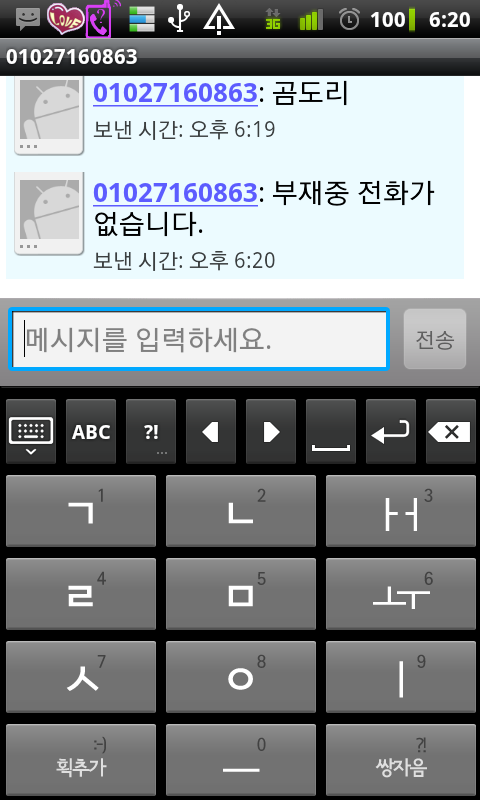 LOVE 3G 100 6:20
01027160863
01027160863: 곰도리
보낸 시간: 오후 6:19
01027160863: 부재중 전화가
없습니다.
보낸 시간: 오후 6:20
메시지를 입력하세요. 전송
ABC ?! ...
ㄱ 1 ㄴ 2 ㅏㅓ 3
ㄹ 4 ㅁ 5 ㅗㅜ 6
ㅅ 7 ㅇ 8 ㅣ 9
획추가 :-) ㅡ 0 쌍자음 ?!